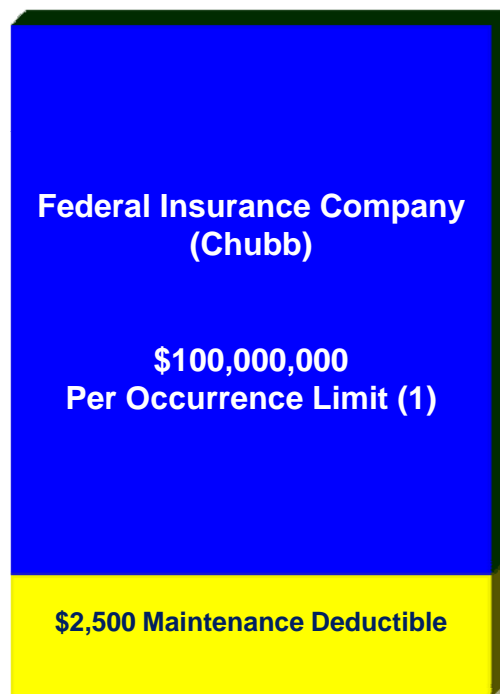 Federal Insurance Company
(Chubb)
$100,000,000
Per Occurrence Limit (1)
$2,500 Maintenance Deductible